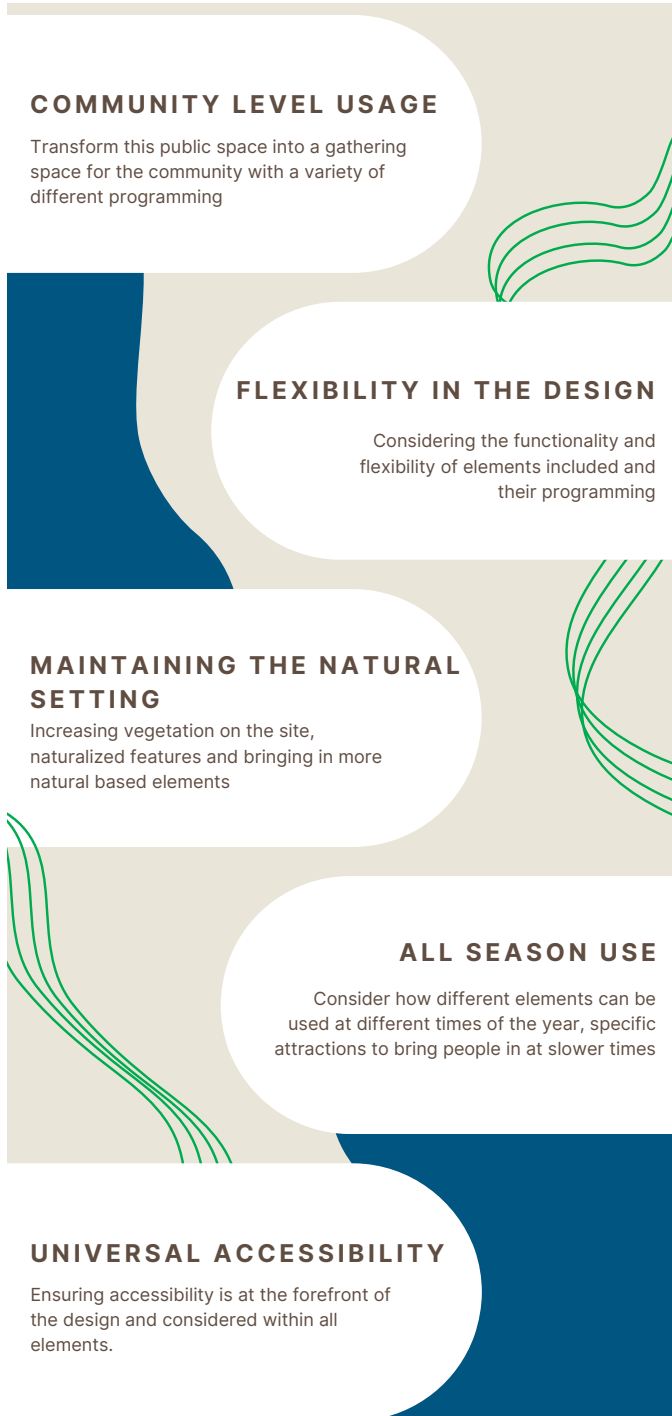 COMMUNITY LEVEL USAGE
Transform this public space into a gathering
space for the community with a variety of
different programming
FLEXIBILITY IN THE DESIGN
Considering the functionality and
flexibility of elements included and
their programming
MAINTAINING THE NATURAL
SETTING
Increasing vegetation on the site,
naturalized features and bringing in more
natural based elements
ALL SEASON USE
Consider how different elements can be
used at different times of the year, specific
attractions to bring people in at slower times
UNIVERSAL ACCESSIBILITY
Ensuring accessibility is at the forefront of
the design and considered within all
elements.